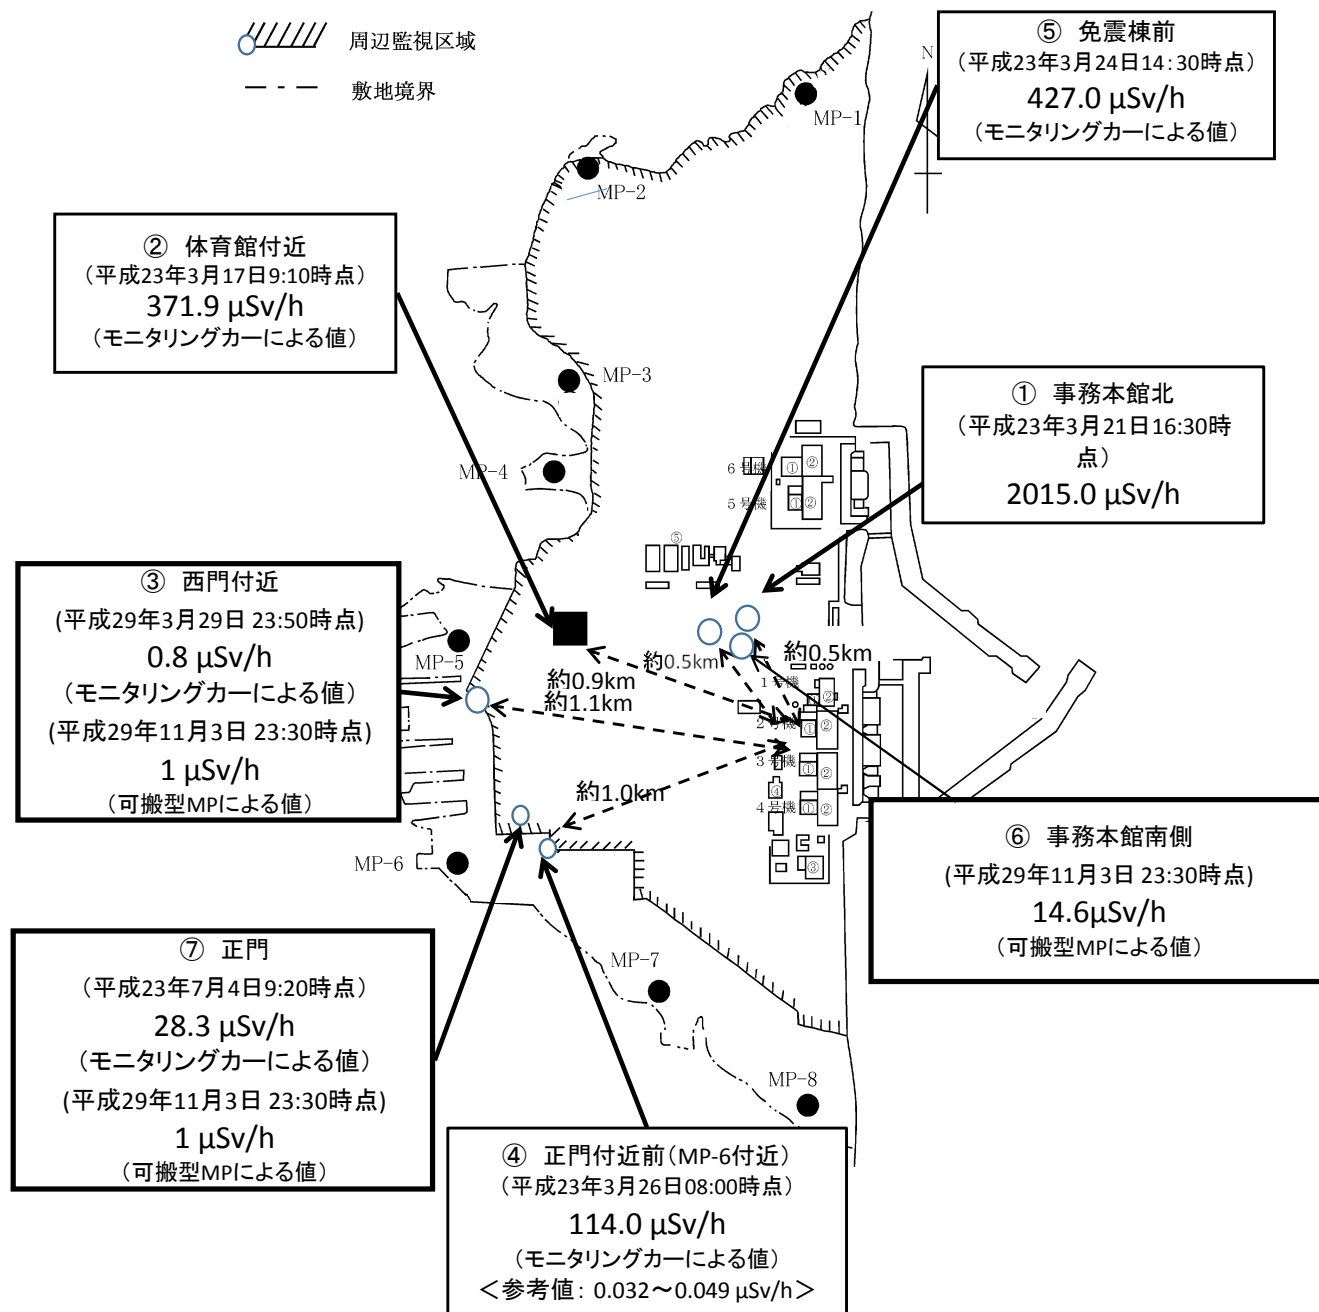 周辺監視区域
敷地境界
⑤ 免震棟前
（平成23年3月24日14：30時点）
427.0 μSv/h
（モニタリングカーによる値）
N
MP-1
MP-2
② 体育館付近
（平成23年3月17日9:10時点）
371.9 μSv/h
（モニタリングカーによる値）
MP-3
① 事務本館北
（平成23年3月21日16:30時
点）
2015.0 μSv/h
MP-4
６号機
① ②
５号機
① ②
⑤
③ 西門付近
(平成29年3月29日 23:50時点)
0.8 μSv/h
（モニタリングカーによる値）
(平成29年11月3日 23:30時点)
1 μSv/h
（可搬型MPによる値）
MP-5
約0.9km
約1.1km
約0.5km
約0.5km
１号機
②
２号機
① ②
３号機
① ②
約1.0km
④
４号機
① ②
③
MP-6
⑥ 事務本館南側
(平成29年11月3日 23:30時点)
14.6μSv/h
（可搬型MPによる値）
⑦ 正門
（平成23年7月4日9:20時点）
28.3 μSv/h
（モニタリングカーによる値）
(平成29年11月3日 23:30時点)
1 μSv/h
（可搬型MPによる値）
MP-7
MP-8
④ 正門付近前（MP-6付近）
（平成23年3月26日08:00時点）
114.0 μSv/h
（モニタリングカーによる値）
＜参考値： 0.032～0.049 μSv/h＞